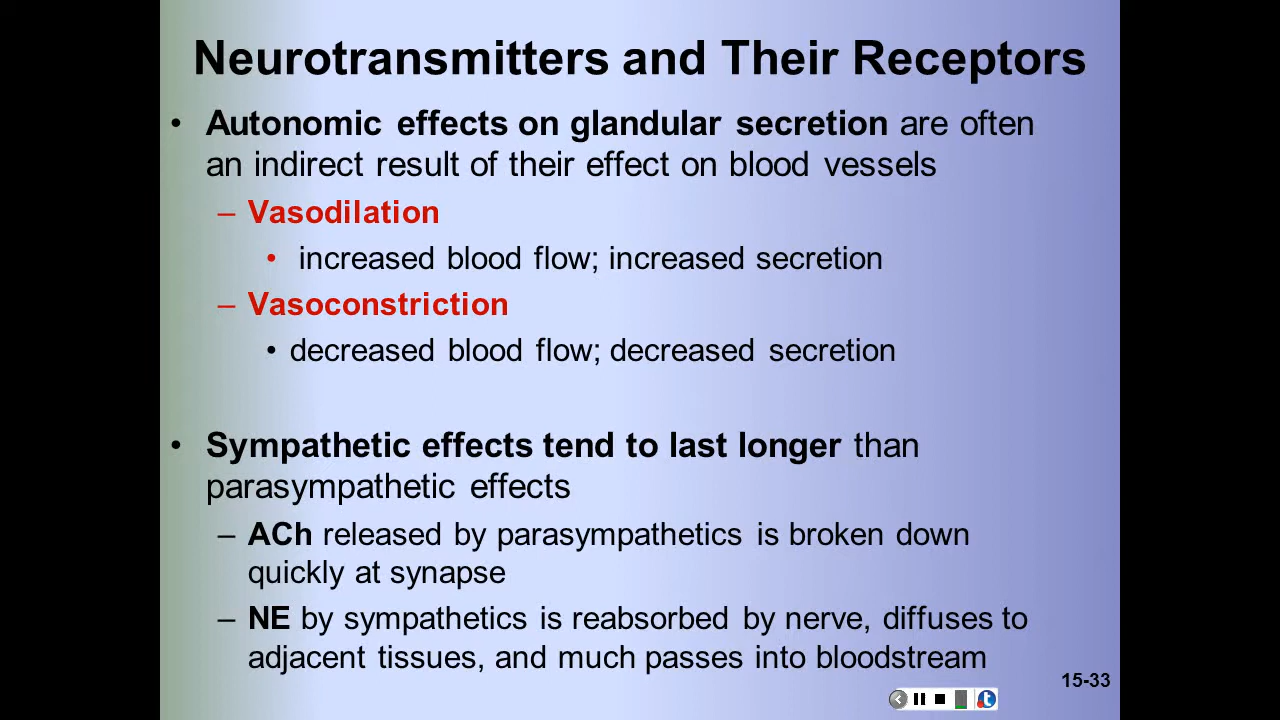 Neurotransmitters and Their Receptors
• Autonomic effects on glandular secretion are often
an indirect result of their effect on blood vessels
– Vasodilation
• increased blood flow; increased secretion
– Vasoconstriction
• decreased blood flow; decreased secretion
• Sympathetic effects tend to last longer than
parasympathetic effects
– ACh released by parasympathetics is broken down
quickly at synapse
– NE by sympathetics is reabsorbed by nerve, diffuses to
adjacent tissues, and much passes into bloodstream
15-33
t